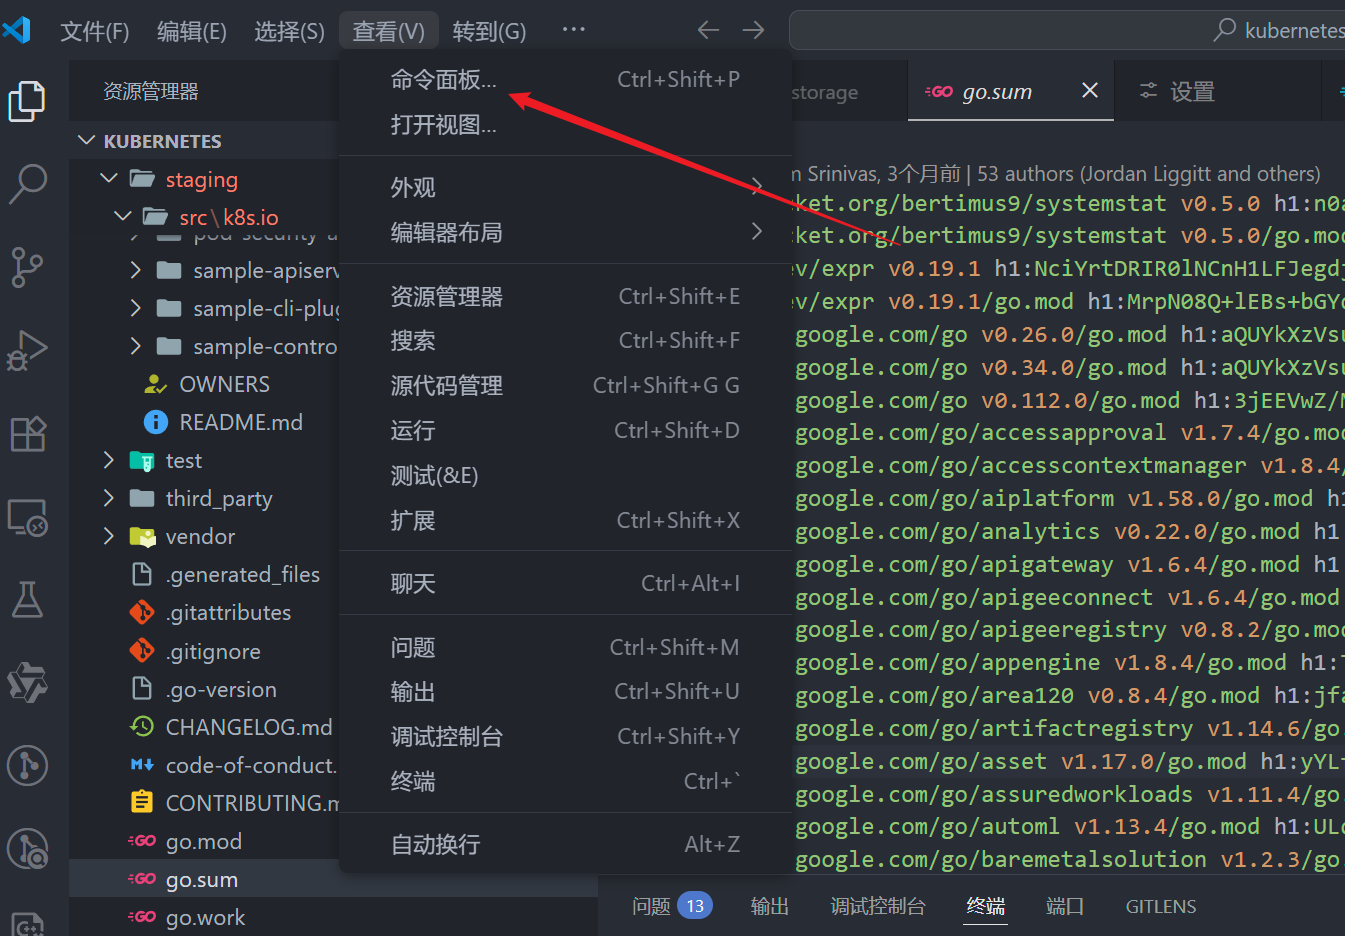 文件(F) 编辑(E) 选择(S) 查看(V) 转到(G) ··· kubernetes
资源管理器
KUBERNETES
staging
src\k8s.io
sample-apiserv
sample-cli-plug
sample-contro
OWNERS
README.md
test
third_party
vendor
.generated_files
.gitattributes
.gitignore
.go-version
CHANGELOG.md
code-of-conduct.
CONTRIBUTING.m
go.mod
go.sum
go.work
命令面板... Ctrl+Shift+P
打开视图...
外观
编辑器布局
资源管理器 Ctrl+Shift+E
搜索 Ctrl+Shift+F
源代码管理 Ctrl+Shift+G G
运行 Ctrl+Shift+D
测试(&E)
扩展 Ctrl+Shift+X
聊天 Ctrl+Alt+I
问题 Ctrl+Shift+M
输出 Ctrl+Shift+U
调试控制台 Ctrl+Shift+Y
终端 Ctrl+`
自动换行 Alt+Z
storage go.sum 设置
m Srinivas, 3个月前 | 53 authors (Jordan Liggitt and others)
cket.org/bertimus9/systemstat v0.5.0 h1:n0a
cket.org/bertimus9/systemstat v0.5.0/go.mod
ev/expr v0.19.1 h1:NciYrtDRIR0lNCnH1LFJegdj
ev/expr v0.19.1/go.mod h1:MrpN08Q+lEBs+bGYo
google.com/go v0.26.0/go.mod h1:aQUYkXzVsu
google.com/go v0.34.0/go.mod h1:aQUYkXzVsu
google.com/go v0.112.0/go.mod h1:3jEEVwZ/
google.com/go/accessapproval v1.7.4/go.mod
google.com/go/accesscontextmanager v1.8.4/
google.com/go/aiplatform v1.58.0/go.mod h1
google.com/go/analytics v0.22.0/go.mod h1
google.com/go/apigateway v1.6.4/go.mod h1
google.com/go/apigeeconnect v1.6.4/go.mod
google.com/go/apigeeregistry v0.8.2/go.mod
google.com/go/appengine v1.8.4/go.mod h1:T
google.com/go/area120 v0.8.4/go.mod h1:jfa
google.com/go/artifactregistry v1.14.6/go.
google.com/go/asset v1.17.0/go.mod h1:yYL
google.com/go/assuredworkloads v1.11.4/go.
google.com/go/automl v1.13.4/go.mod h1:UL
google.com/go/baremetalsolution v1.2.3/go.
问题 13 输出 调试控制台 终端 端口 GITLENS